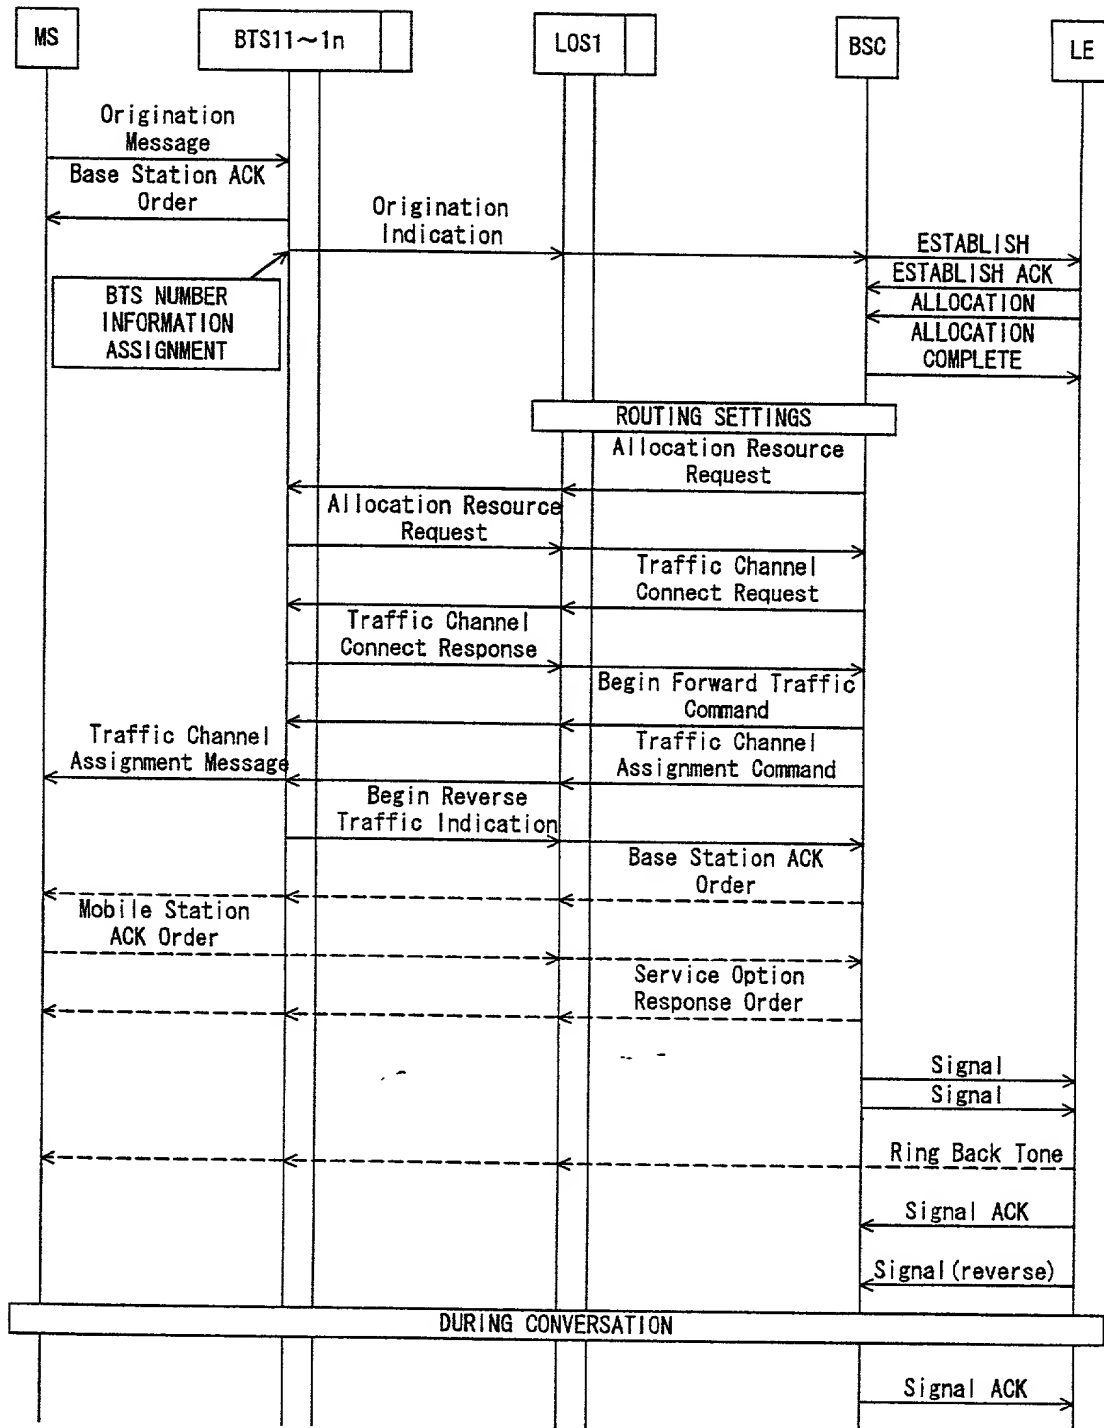 MS
BTS11~1n
LOS1
BSC
LE
Origination
Message
Base Station ACK
Order
Origination
Indication
ESTABLISH
ESTABLISH ACK
BTS NUMBER
INFORMATION
ASSIGNMENT
ALLOCATION
ALLOCATION
COMPLETE
ROUTING SETTINGS
Allocation Resource
Request
Allocation Resource
Request
Traffic Channel
Connect Request
Traffic Channel
Connect Response
Begin Forward Traffic
Command
Traffic Channel
Assignment Message
Traffic Channel
Assignment Command
Begin Reverse
Traffic Indication
Base Station ACK
Order
Mobile Station
ACK Order
Service Option
Response Order
Signal
Signal
Ring Back Tone
Signal ACK
Signal(reverse)
DURING CONVERSATION
Signal ACK